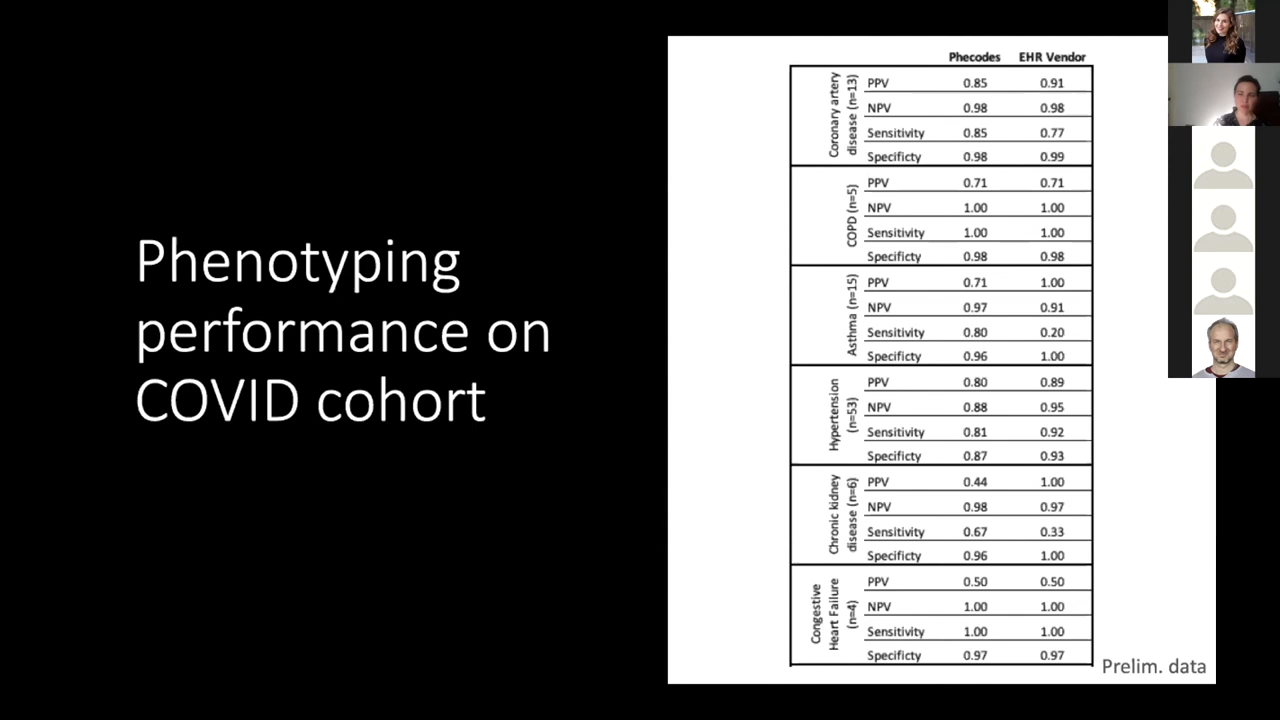 Phenotyping
performance on
COVID cohort
Phecodes EHR Vendor
Coronary artery
disease (n=13)
PPV 0.85 0.91
NPV 0.98 0.98
Sensitivity 0.85 0.77
Specificty 0.98 0.99
COPD (n=5)
PPV 0.71 0.71
NPV 1.00 1.00
Sensitivity 1.00 1.00
Specificty 0.98 0.98
Asthma (n=15)
PPV 0.71 1.00
NPV 0.97 0.91
Sensitivity 0.80 0.20
Specificty 0.96 1.00
Hypertension
(n=53)
PPV 0.80 0.89
NPV 0.88 0.95
Sensitivity 0.81 0.92
Specificty 0.87 0.93
Chronic kidney
disease (n=6)
PPV 0.44 1.00
NPV 0.98 0.97
Sensitivity 0.67 0.33
Specificty 0.96 1.00
Congestive
Heart Failure
(n=4)
PPV 0.50 0.50
NPV 1.00 1.00
Sensitivity 1.00 1.00
Specificty 0.97 0.97
Prelim. data